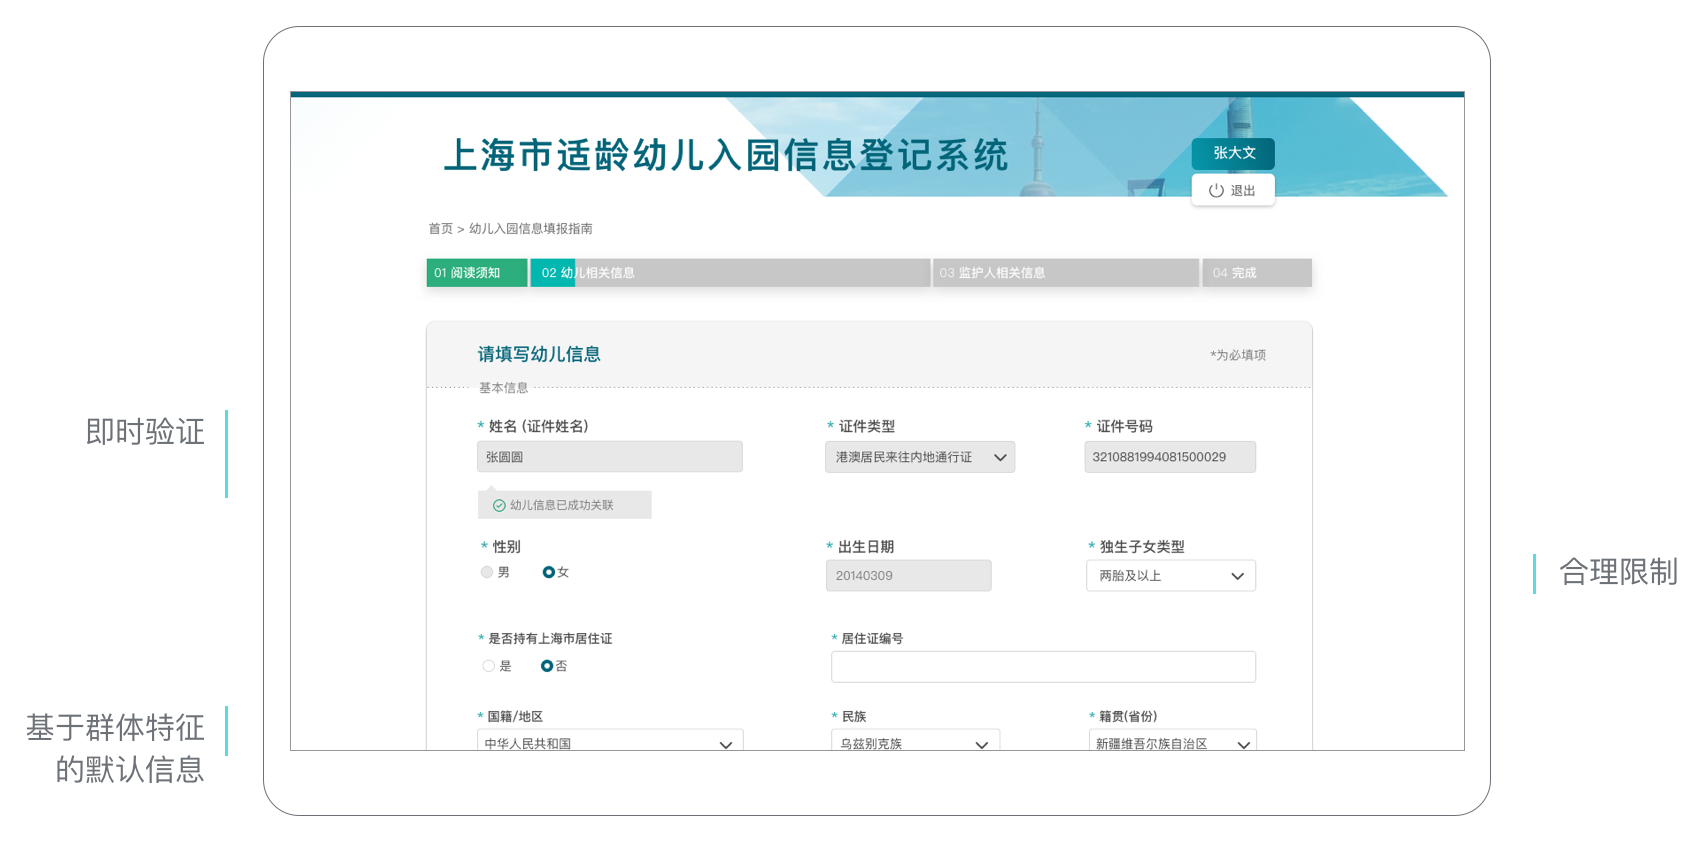 上海市适龄幼儿入园信息登记系统
张大文
退出
首页 > 幼儿入园信息填报指南
01 阅读须知
02 幼儿相关信息
03 监护人相关信息
04 完成
请填写幼儿信息
*为必填项
基本信息
* 姓名 (证件姓名)
* 证件类型
* 证件号码
张圆圆
港澳居民来往内地通行证
3210881994081500029
幼儿信息已成功关联
即时验证
* 性别
* 出生日期
* 独生子女类型
男
女
20140309
两胎及以上
合理限制
* 是否持有上海市居住证
* 居住证编号
是
否
* 国籍/地区
* 民族
* 籍贯(省份)
中华人民共和国
乌兹别克族
新疆维吾尔族自治区
基于群体特征
的默认信息